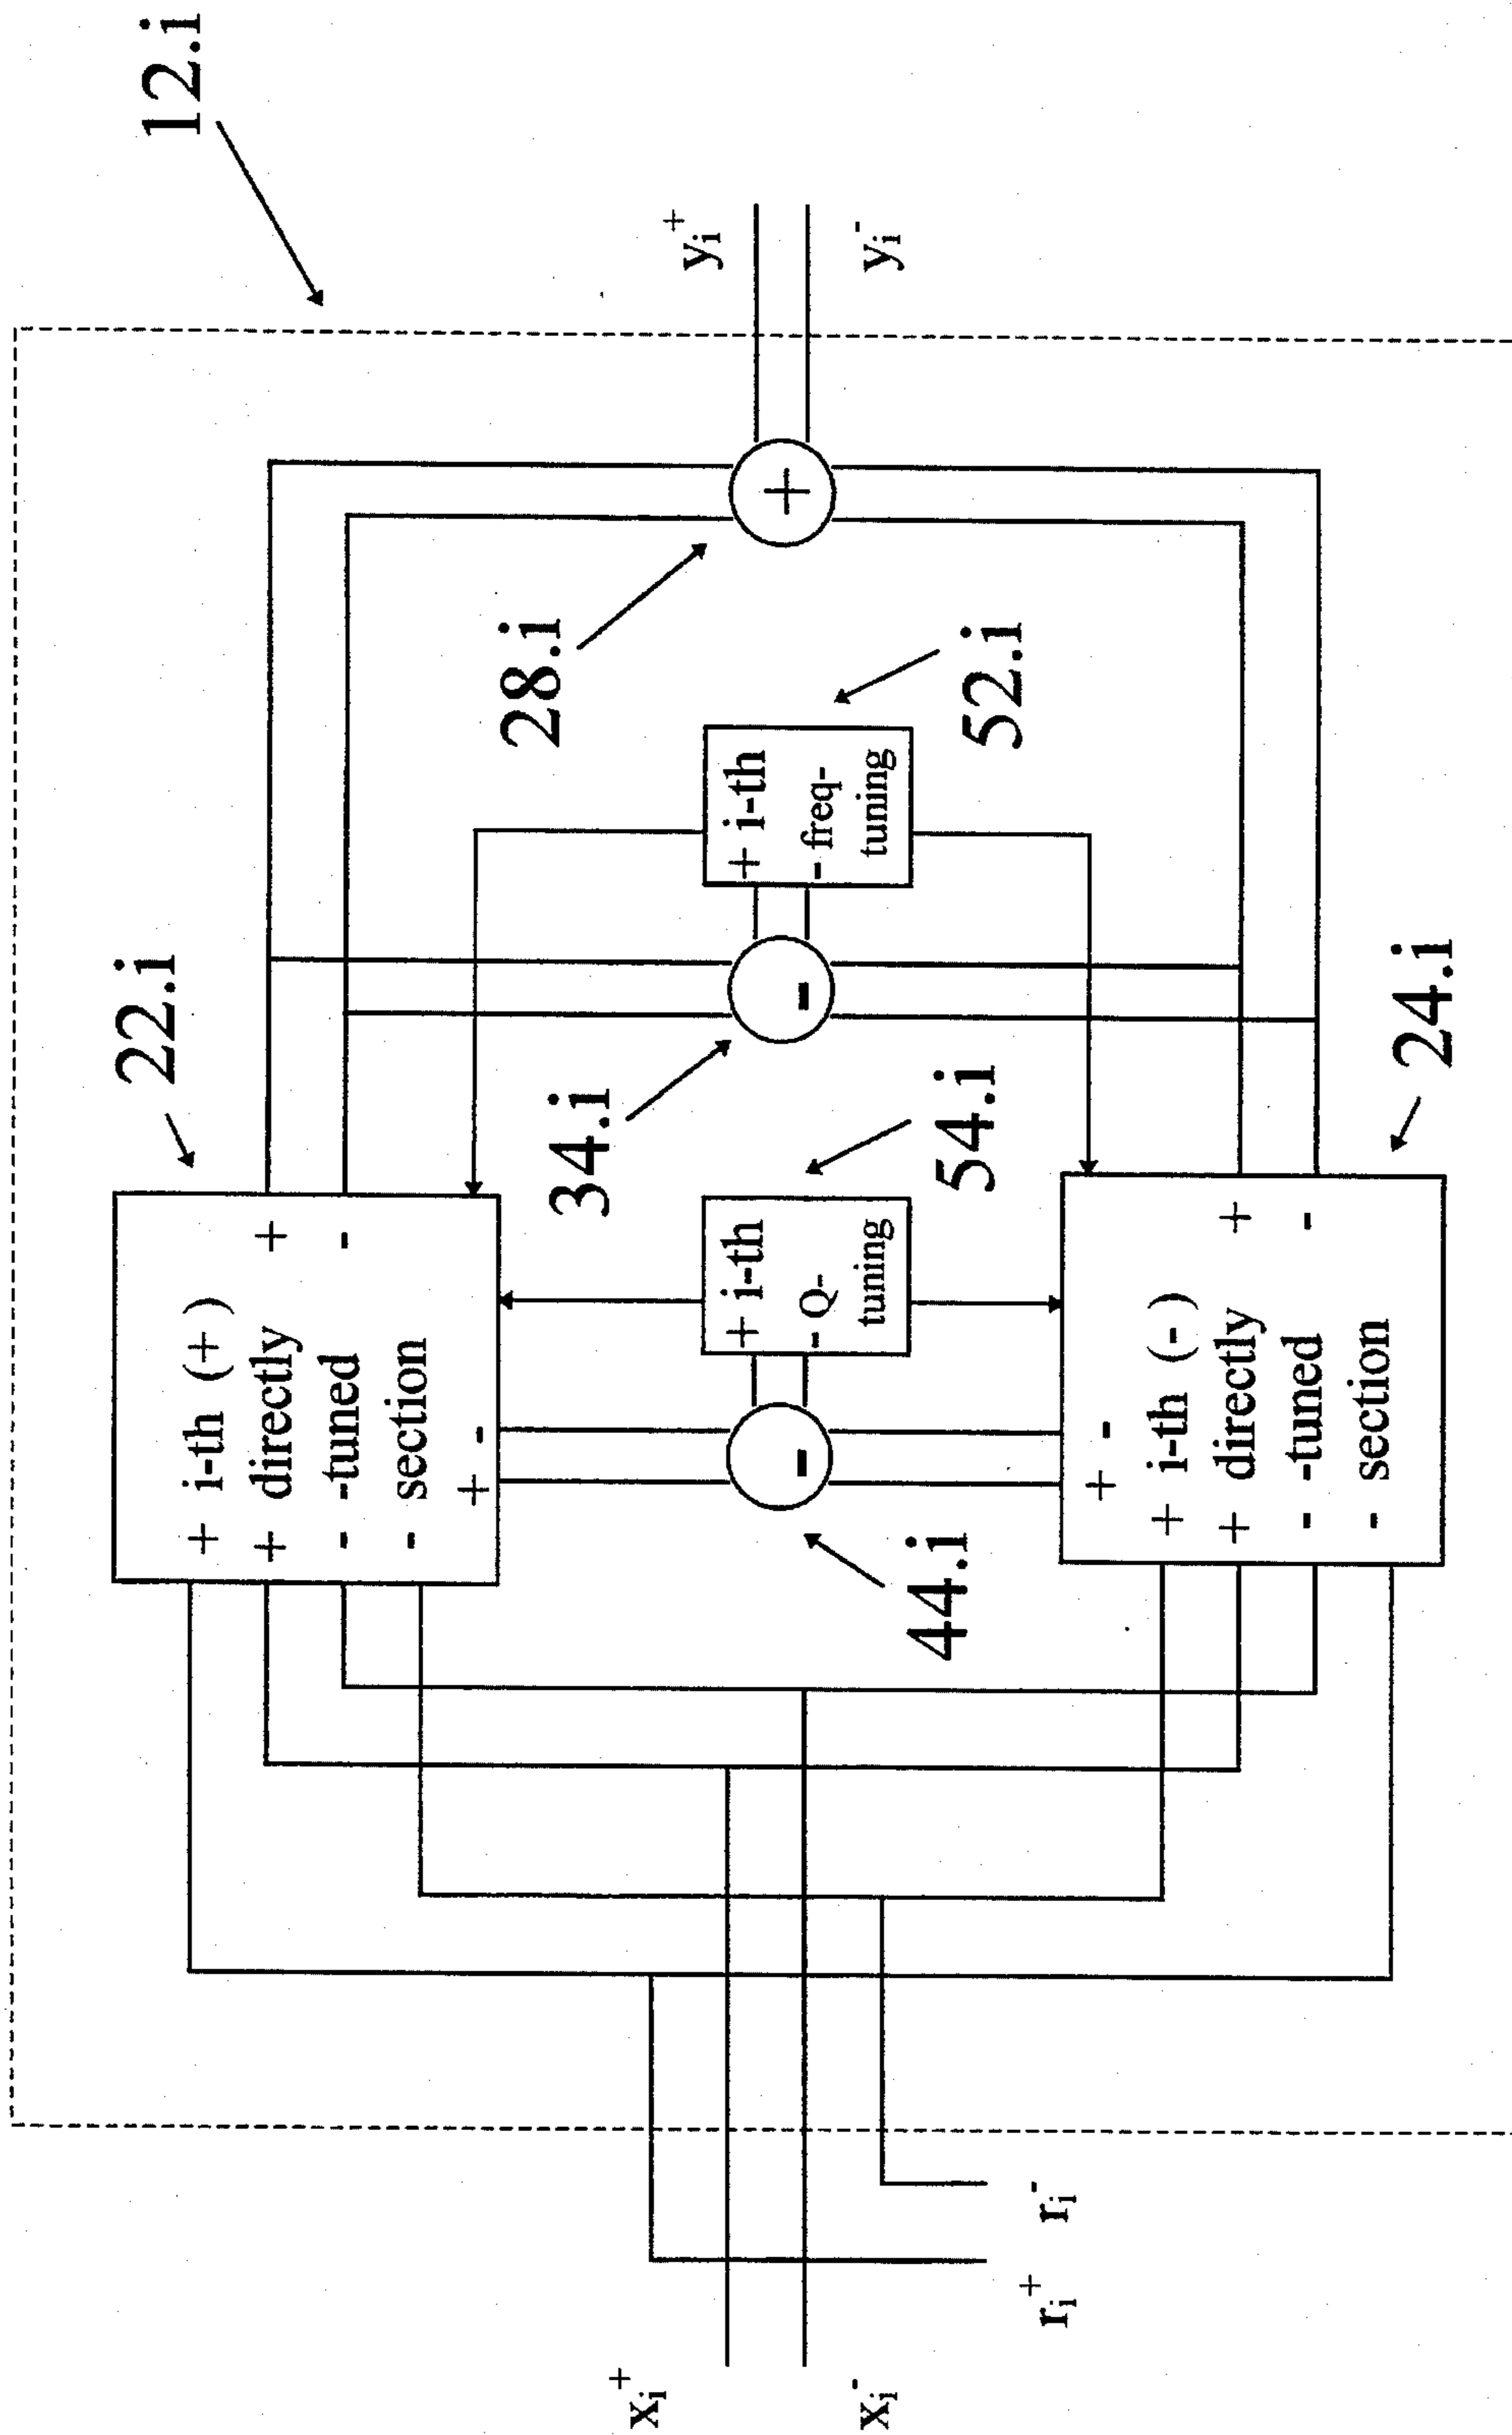 12.i
22.i
+ i-th (+)
+ directly +
- -tuned -
- section
+ -
28.i
34.i
y_i^+
y_i^-
+
-
+ i-th
- freq-
tuning
52.i
+ i-th
- Q-
tuning
54.i
-
44.i
x_i^+
x_i^-
r_i^+ r_i^-
+ -
+ i-th (-)
+ directly +
- -tuned -
- section
24.i